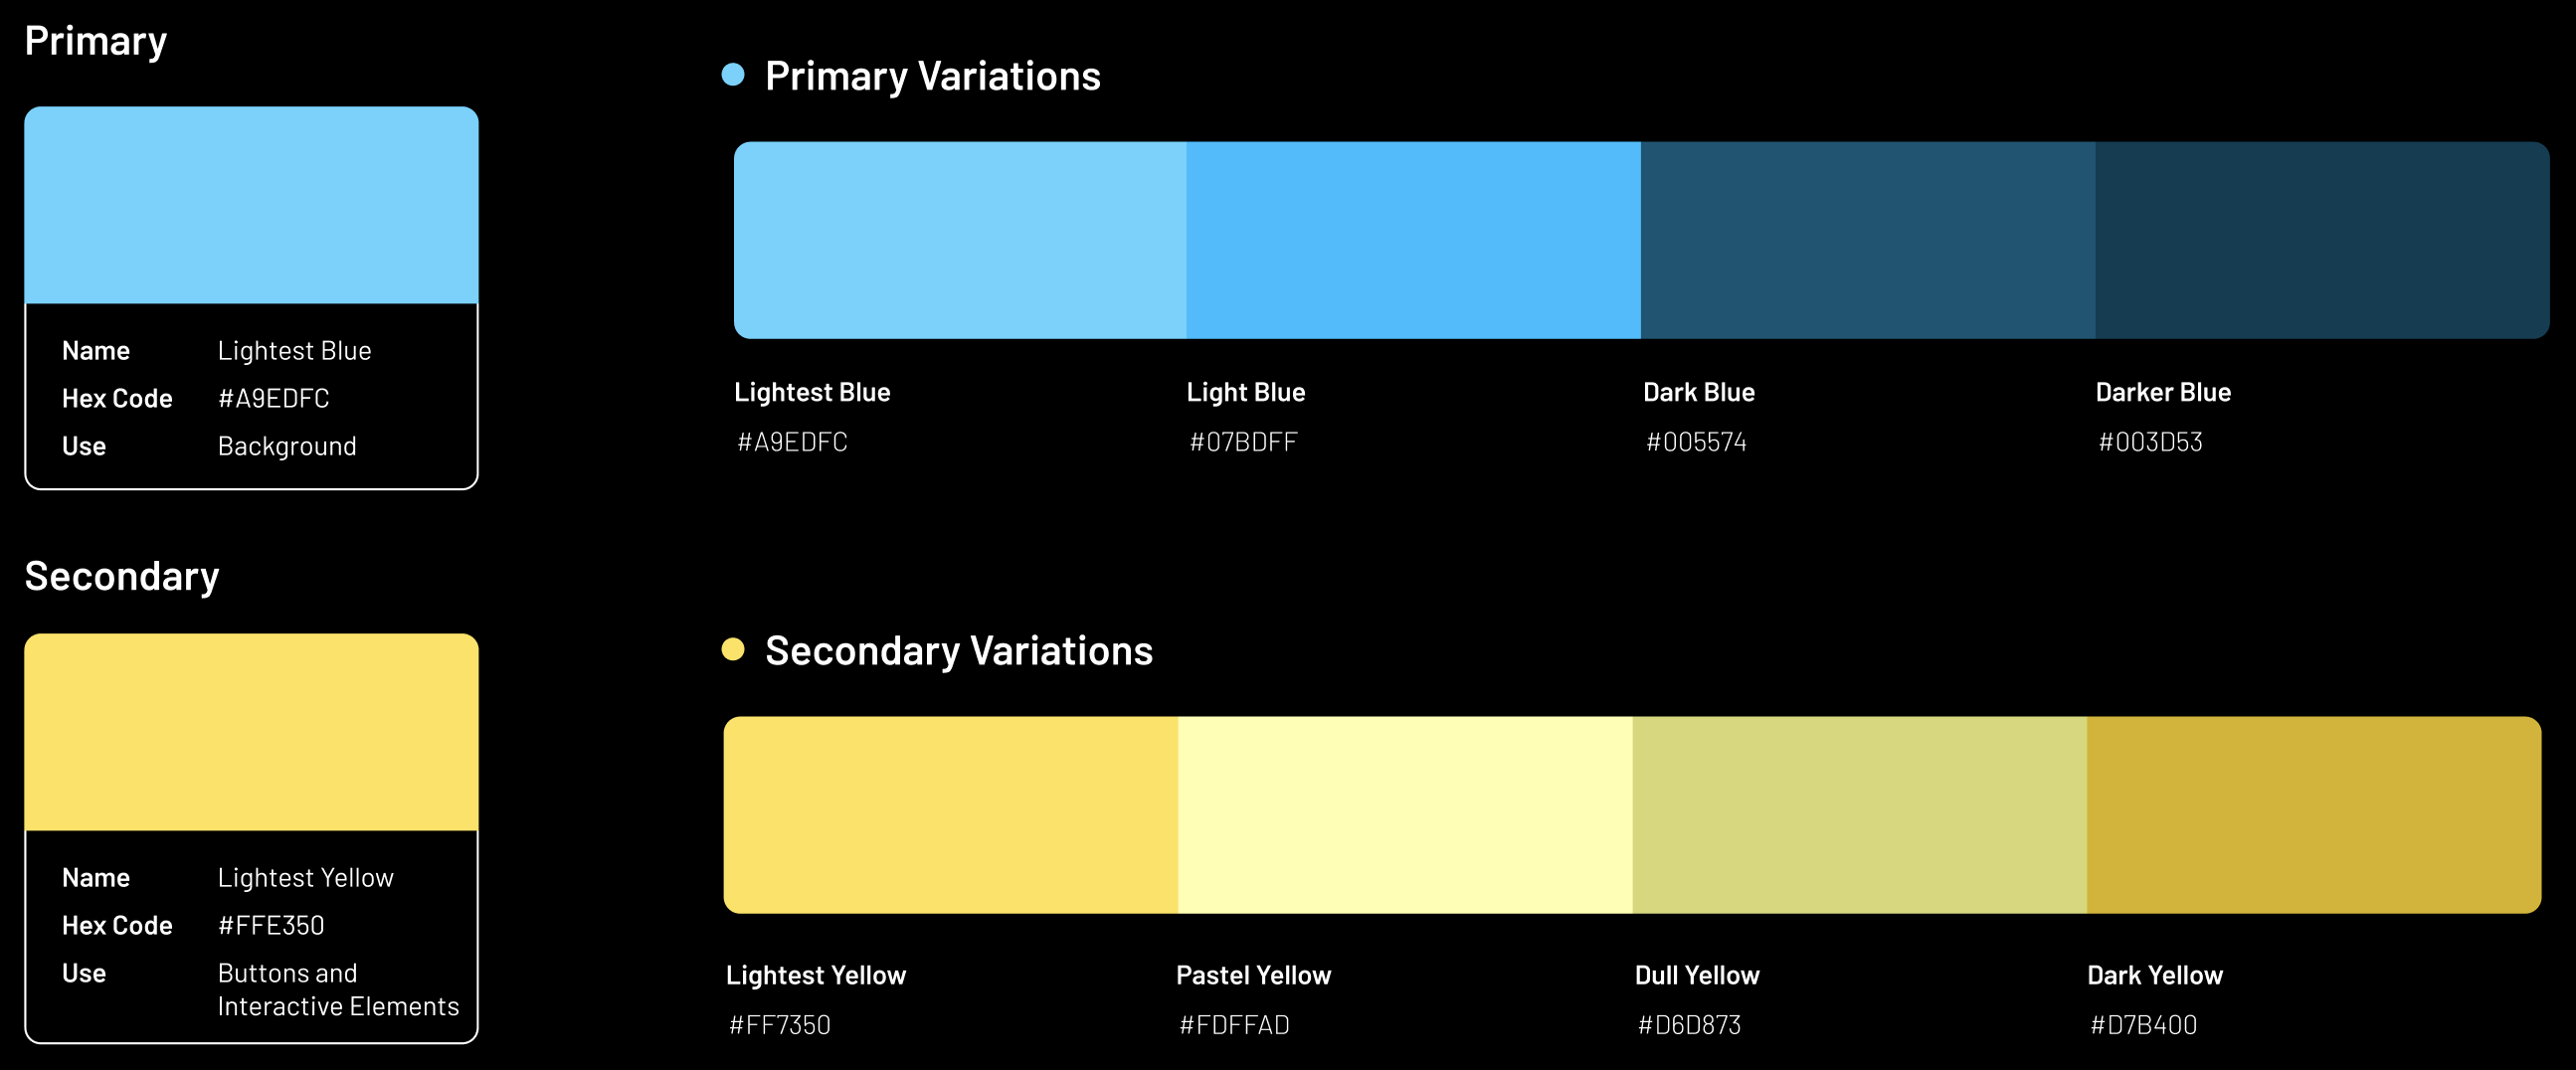 Primary
Name Lightest Blue
Hex Code #A9EDFC
Use Background
Primary Variations
Lightest Blue Light Blue Dark Blue Darker Blue
#A9EDFC #07BDFF #005574 #003D53
Secondary
Name Lightest Yellow
Hex Code #FFE350
Use Buttons and
Interactive Elements
Secondary Variations
Lightest Yellow Pastel Yellow Dull Yellow Dark Yellow
#FF7350 #FDFFAD #D6D873 #D7B400